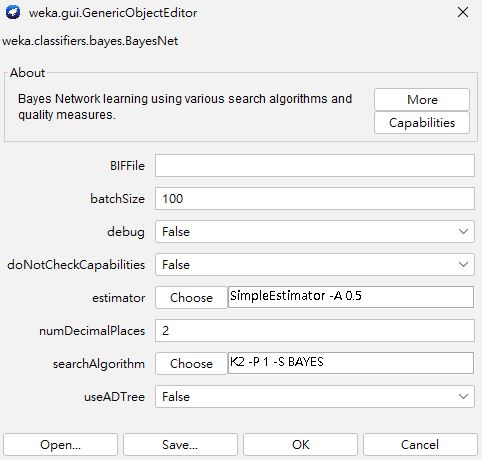 weka.gui.GenericObjectEditor
weka.classifiers.bayes.BayesNet
About
Bayes Network learning using various search algorithms and
quality measures.
More
Capabilities
BIFFile
batchSize 100
debug False
doNotCheckCapabilities False
estimator Choose SimpleEstimator -A 0.5
numDecimalPlaces 2
searchAlgorithm Choose K2 -P 1 -S BAYES
useADTree False
Open... Save... OK Cancel